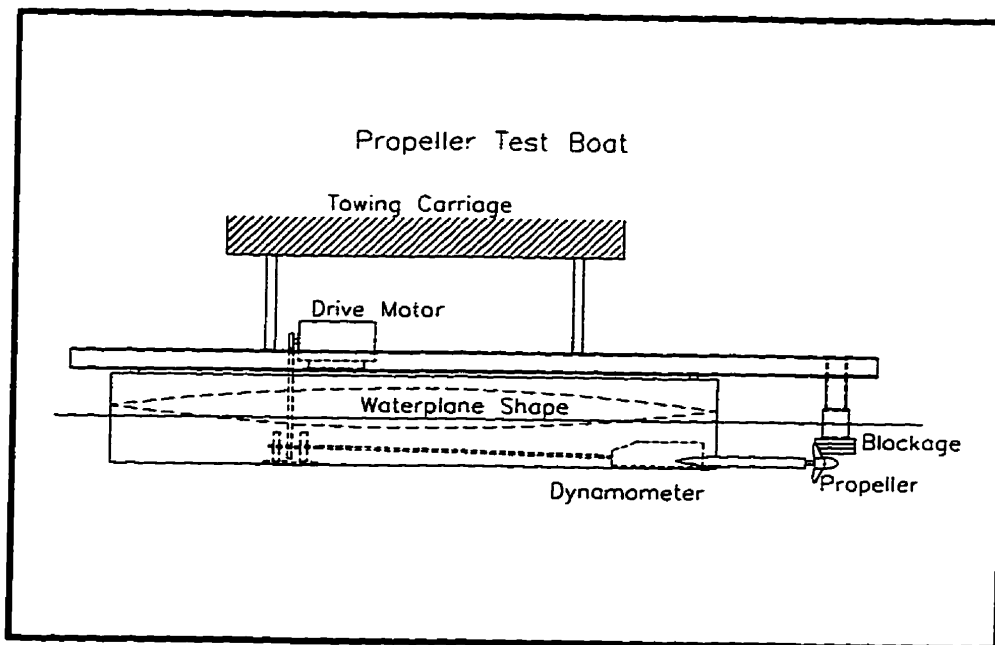 Propeller Test Boat
Towing Carriage
Drive Motor
Waterplane Shape
Blockage
Propeller
Dynamometer